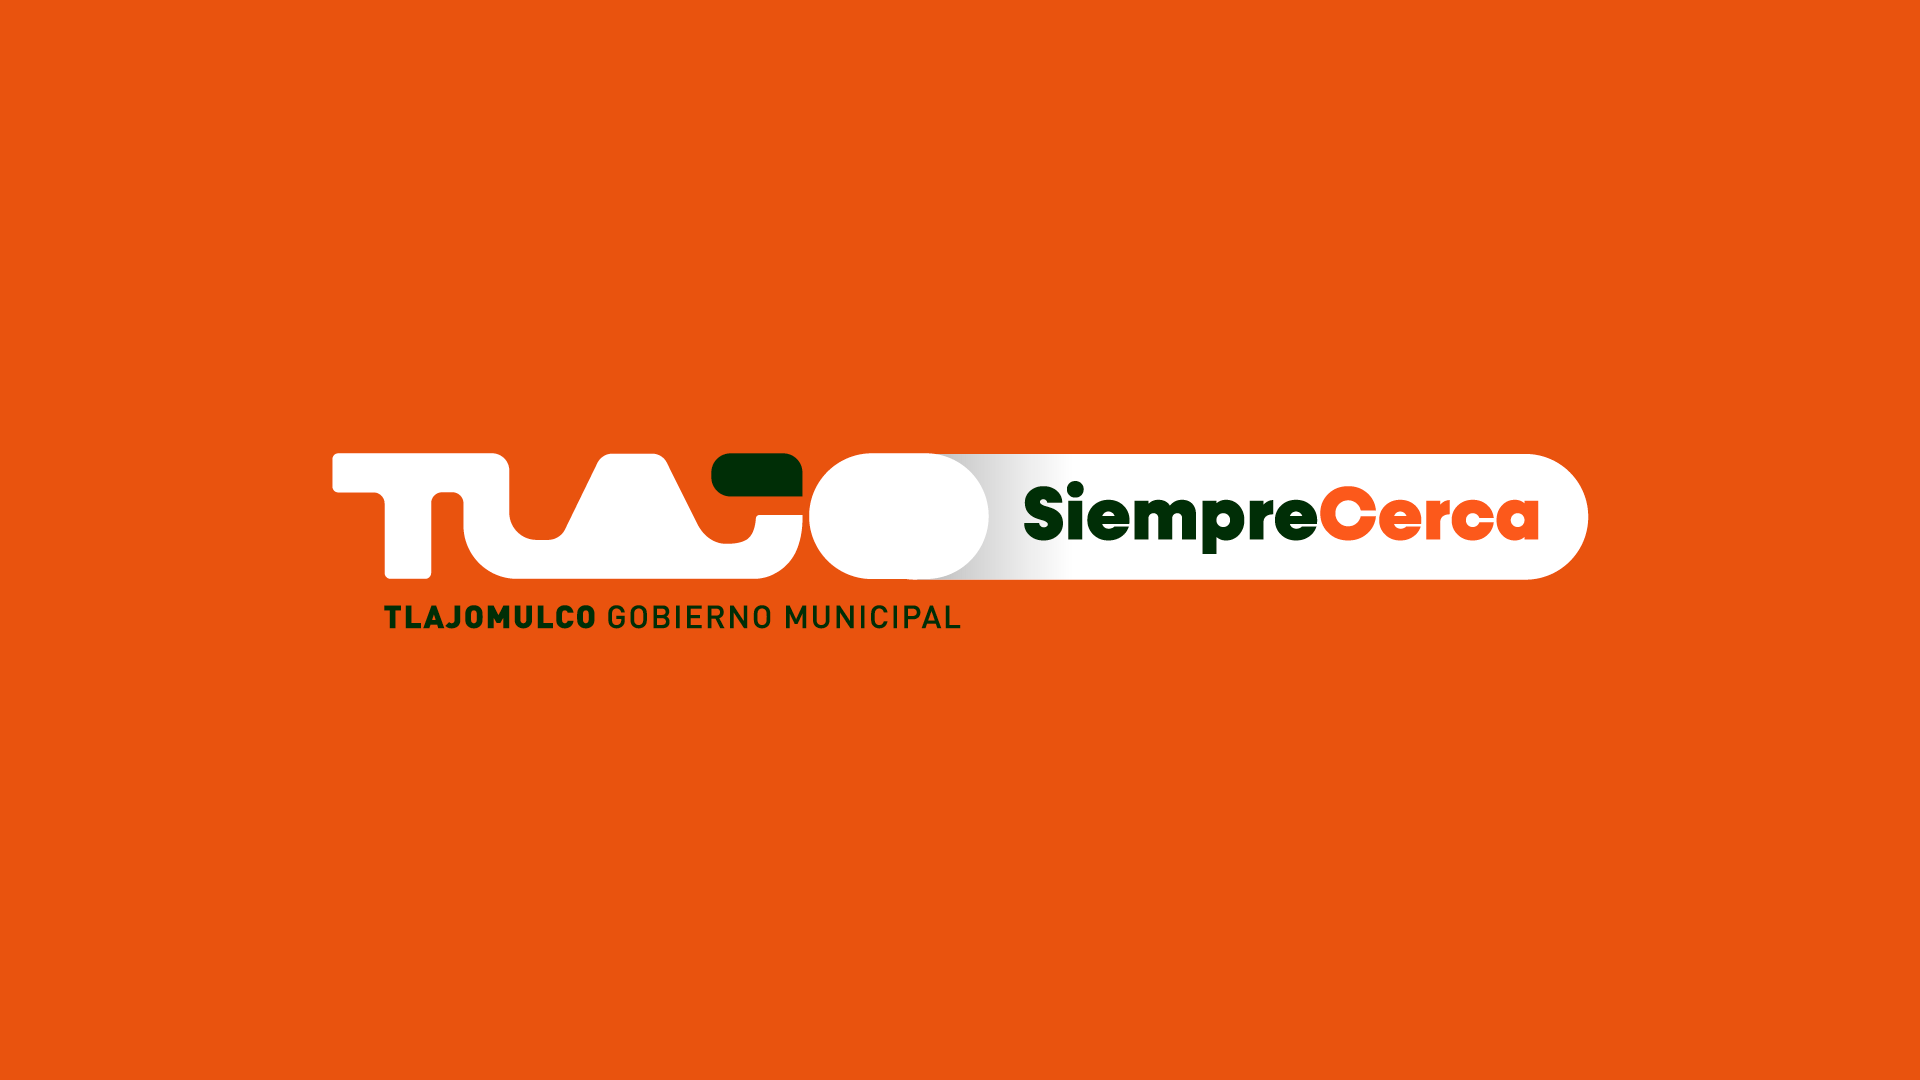 TLAJO SiempreCerca
TLAJOMULCO GOBIERNO MUNICIPAL